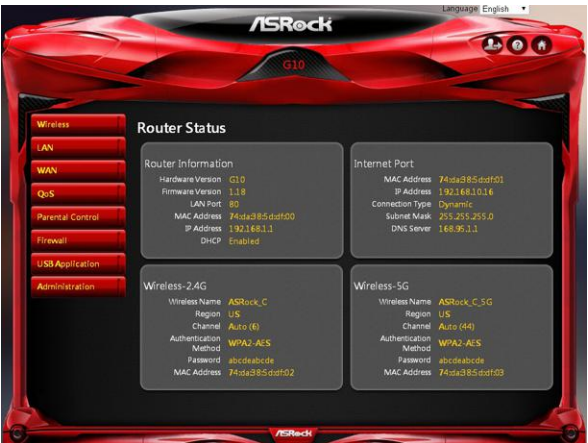 Language English
ASRock
G10
Wireless
LAN
WAN
QoS
Parental Control
Firewall
USB Application
Administration
Router Status
Router Information
Hardware Version G10
Firmware Version 1.18
LAN Port 80
MAC Address 74:da:38:5d:df:00
IP Address 192.168.1.1
DHCP Enabled
Internet Port
MAC Address 74:da:38:5d:df:01
IP Address 192.168.10.16
Connection Type Dynamic
Subnet Mask 255.255.255.0
DNS Server 168.95.1.1
Wireless-2.4G
Wireless Name ASRock_C
Region US
Channel Auto (6)
Authentication
Method WPA2-AES
Password abcdeabcde
MAC Address 74:da:38:5d:df:02
Wireless-5G
Wireless Name ASRock_C_5G
Region US
Channel Auto (44)
Authentication
Method WPA2-AES
Password abcdeabcde
MAC Address 74:da:38:5d:df:03
ASRock